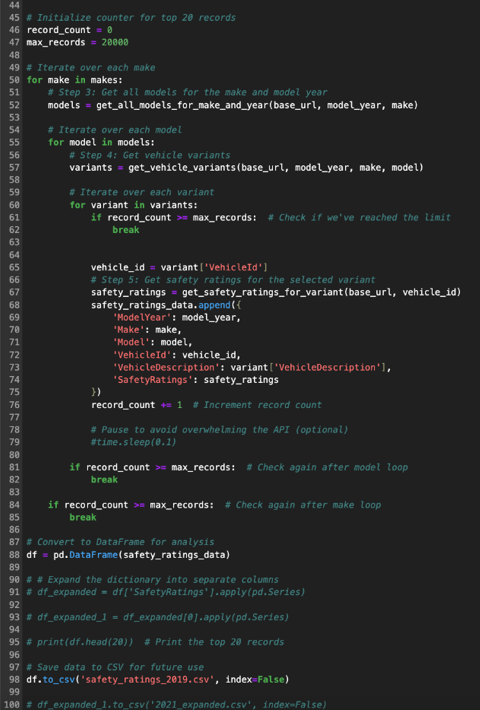 44
45 # Initialize counter for top 20 records
46 record_count = 0
47 max_records = 20000
48
49 # Iterate over each make
50 for make in makes:
51     # Step 3: Get all models for the make and model year
52     models = get_all_models_for_make_and_year(base_url, model_year, make)
53
54     # Iterate over each model
55     for model in models:
56         # Step 4: Get vehicle variants
57         variants = get_vehicle_variants(base_url, model_year, make, model)
58
59         # Iterate over each variant
60         for variant in variants:
61             if record_count >= max_records:  # Check if we've reached the limit
62                 break
63
64
65             vehicle_id = variant['VehicleId']
66             # Step 5: Get safety ratings for the selected variant
67             safety_ratings = get_safety_ratings_for_variant(base_url, vehicle_id)
68             safety_ratings_data.append({
69                 'ModelYear': model_year,
70                 'Make': make,
71                 'Model': model,
72                 'VehicleId': vehicle_id,
73                 'VehicleDescription': variant['VehicleDescription'],
74                 'SafetyRatings': safety_ratings
75             })
76             record_count += 1  # Increment record count
77
78             # Pause to avoid overwhelming the API (optional)
79             #time.sleep(0.1)
80
81         if record_count >= max_records:  # Check again after model loop
82             break
83
84     if record_count >= max_records:  # Check again after make loop
85         break
86
87 # Convert to DataFrame for analysis
88 df = pd.DataFrame(safety_ratings_data)
89
90 # # Expand the dictionary into separate columns
91 # df_expanded = df['SafetyRatings'].apply(pd.Series)
92
93 # df_expanded_1 = df_expanded[0].apply(pd.Series)
94
95 # print(df.head(20))  # Print the top 20 records
96
97 # Save data to CSV for future use
98 df.to_csv('safety_ratings_2019.csv', index=False)
99
100 # df_expanded_1.to_csv('2021_expanded.csv', index=False)